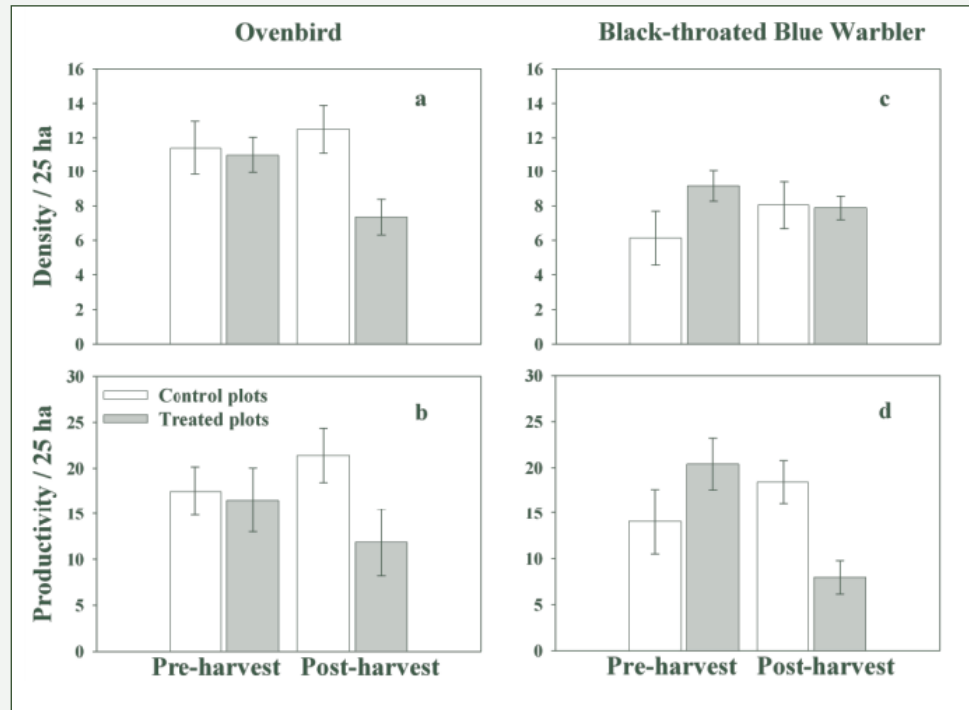 Ovenbird
Black-throated Blue Warbler
Density / 25 ha
16
14
12
10
8
6
4
2
0
a
16
14
12
10
8
6
4
2
0
c
Productivity / 25 ha
30
25
20
15
10
5
0
Control plots
Treated plots
b
30
25
20
15
10
5
0
d
Pre-harvest Post-harvest
Pre-harvest Post-harvest